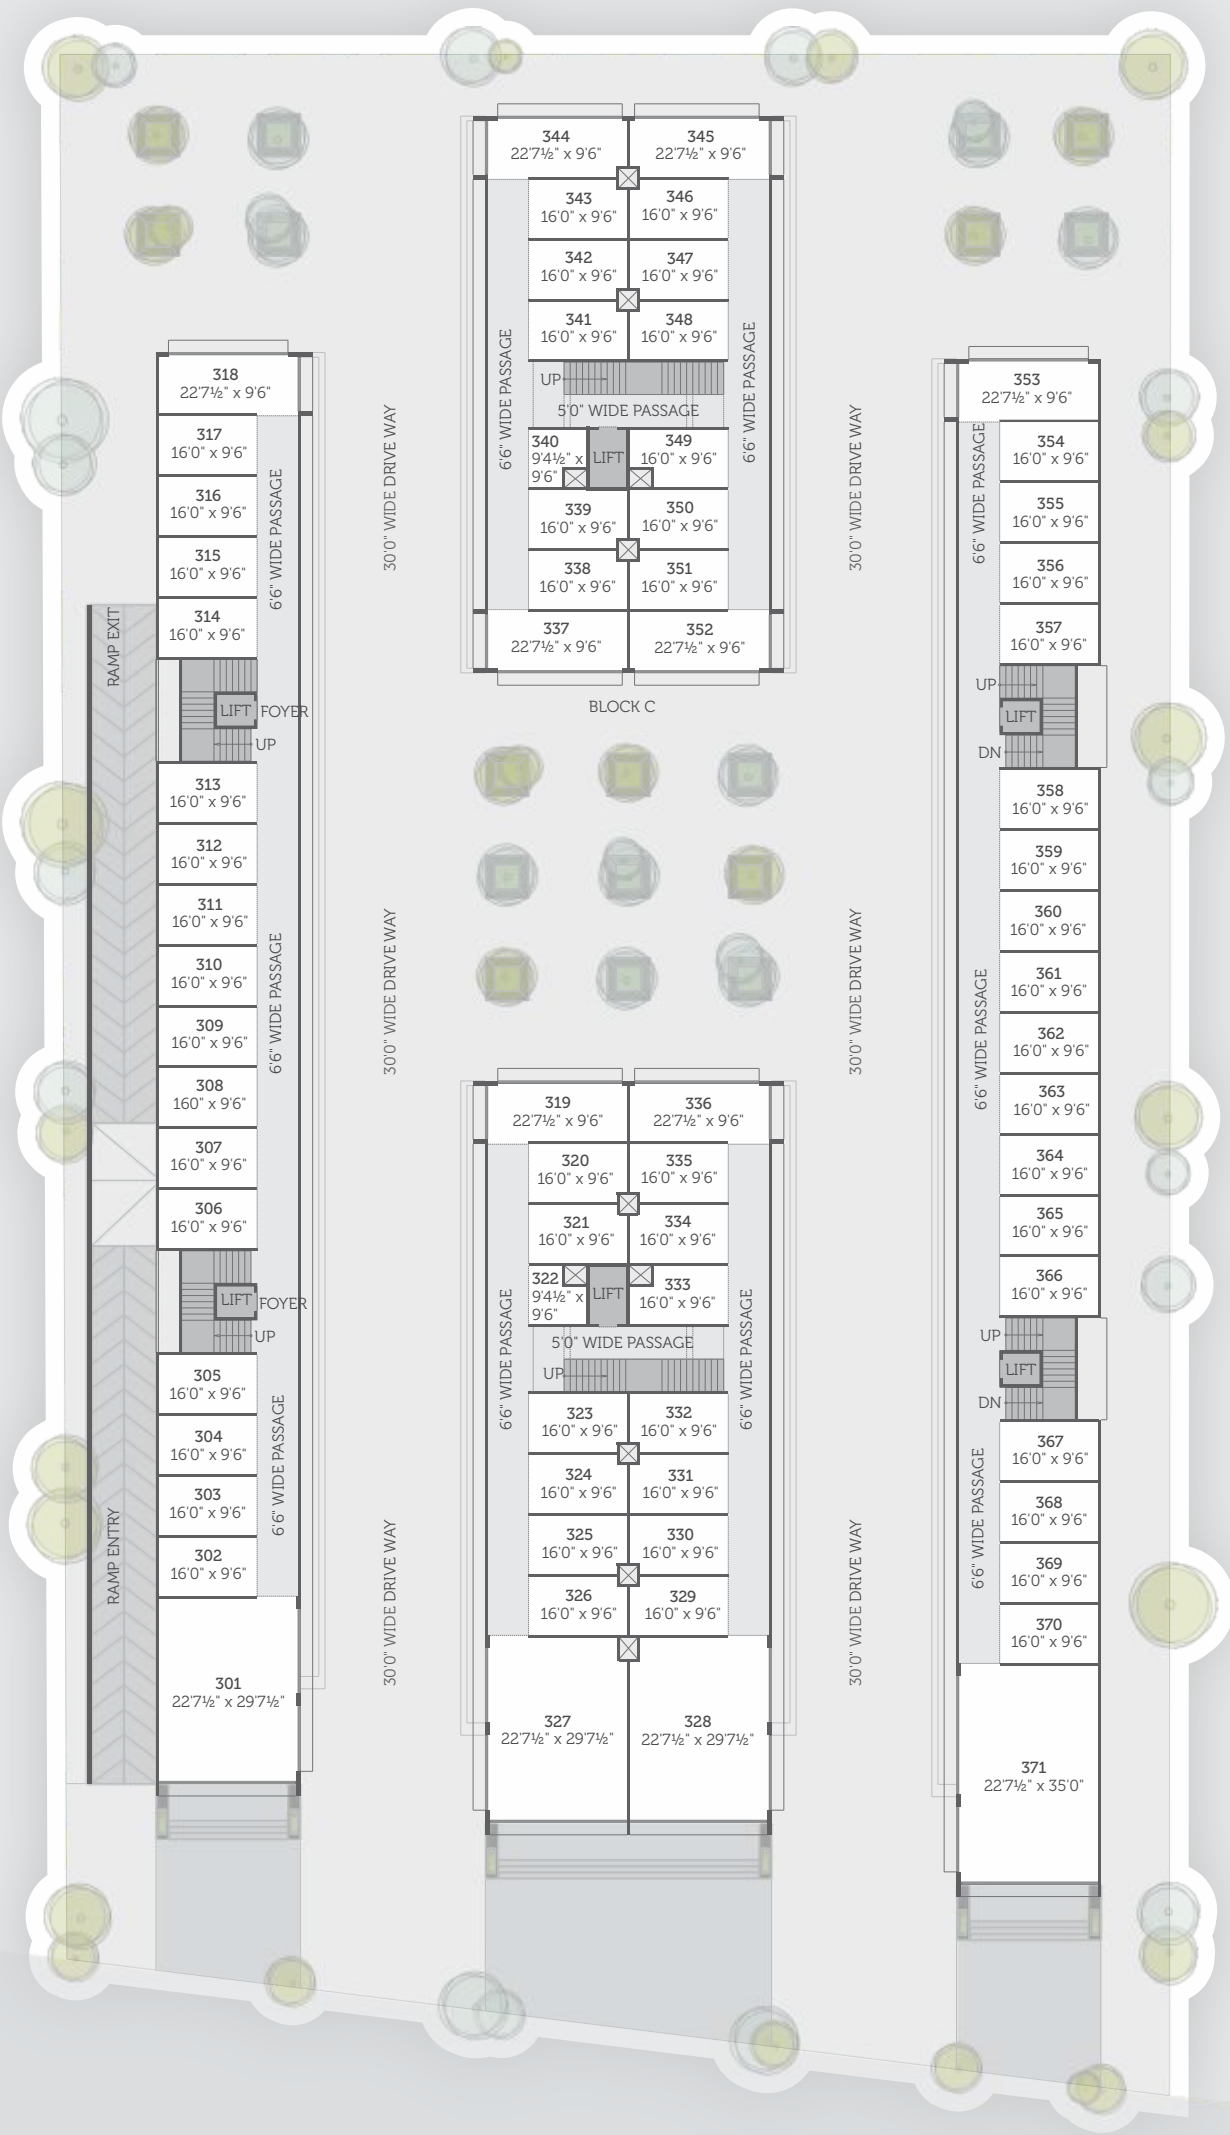 344
22'7½" x 9'6"
345
22'7½" x 9'6"
343
16'0" x 9'6"
346
16'0" x 9'6"
342
16'0" x 9'6"
347
16'0" x 9'6"
341
16'0" x 9'6"
348
16'0" x 9'6"
6'6" WIDE PASSAGE
6'6" WIDE PASSAGE
UP
5'0" WIDE PASSAGE
340
9'4½" x
9'6"
LIFT
349
16'0" x 9'6"
339
16'0" x 9'6"
350
16'0" x 9'6"
338
16'0" x 9'6"
351
16'0" x 9'6"
337
22'7½" x 9'6"
352
22'7½" x 9'6"
BLOCK C
318
22'7½" x 9'6"
317
16'0" x 9'6"
316
16'0" x 9'6"
315
16'0" x 9'6"
314
16'0" x 9'6"
6'6" WIDE PASSAGE
RAMP EXIT
LIFT
FOYER
UP
313
16'0" x 9'6"
312
16'0" x 9'6"
311
16'0" x 9'6"
310
16'0" x 9'6"
309
16'0" x 9'6"
308
160" x 9'6"
307
16'0" x 9'6"
306
16'0" x 9'6"
6'6" WIDE PASSAGE
LIFT
FOYER
UP
305
16'0" x 9'6"
304
16'0" x 9'6"
303
16'0" x 9'6"
302
16'0" x 9'6"
6'6" WIDE PASSAGE
RAMP ENTRY
301
22'7½" x 29'7½"
30'0" WIDE DRIVE WAY
30'0" WIDE DRIVE WAY
30'0" WIDE DRIVE WAY
319
22'7½" x 9'6"
336
22'7½" x 9'6"
320
16'0" x 9'6"
335
16'0" x 9'6"
321
16'0" x 9'6"
334
16'0" x 9'6"
322
9'4½" x
9'6"
LIFT
333
16'0" x 9'6"
5'0" WIDE PASSAGE
UP
6'6" WIDE PASSAGE
6'6" WIDE PASSAGE
323
16'0" x 9'6"
332
16'0" x 9'6"
324
16'0" x 9'6"
331
16'0" x 9'6"
325
16'0" x 9'6"
330
16'0" x 9'6"
326
16'0" x 9'6"
329
16'0" x 9'6"
327
22'7½" x 29'7½"
328
22'7½" x 29'7½"
30'0" WIDE DRIVE WAY
30'0" WIDE DRIVE WAY
30'0" WIDE DRIVE WAY
353
22'7½" x 9'6"
354
16'0" x 9'6"
355
16'0" x 9'6"
356
16'0" x 9'6"
357
16'0" x 9'6"
6'6" WIDE PASSAGE
UP
LIFT
DN
358
16'0" x 9'6"
359
16'0" x 9'6"
360
16'0" x 9'6"
361
16'0" x 9'6"
362
16'0" x 9'6"
363
16'0" x 9'6"
364
16'0" x 9'6"
365
16'0" x 9'6"
366
16'0" x 9'6"
6'6" WIDE PASSAGE
UP
LIFT
DN
367
16'0" x 9'6"
368
16'0" x 9'6"
369
16'0" x 9'6"
370
16'0" x 9'6"
6'6" WIDE PASSAGE
371
22'7½" x 35'0"